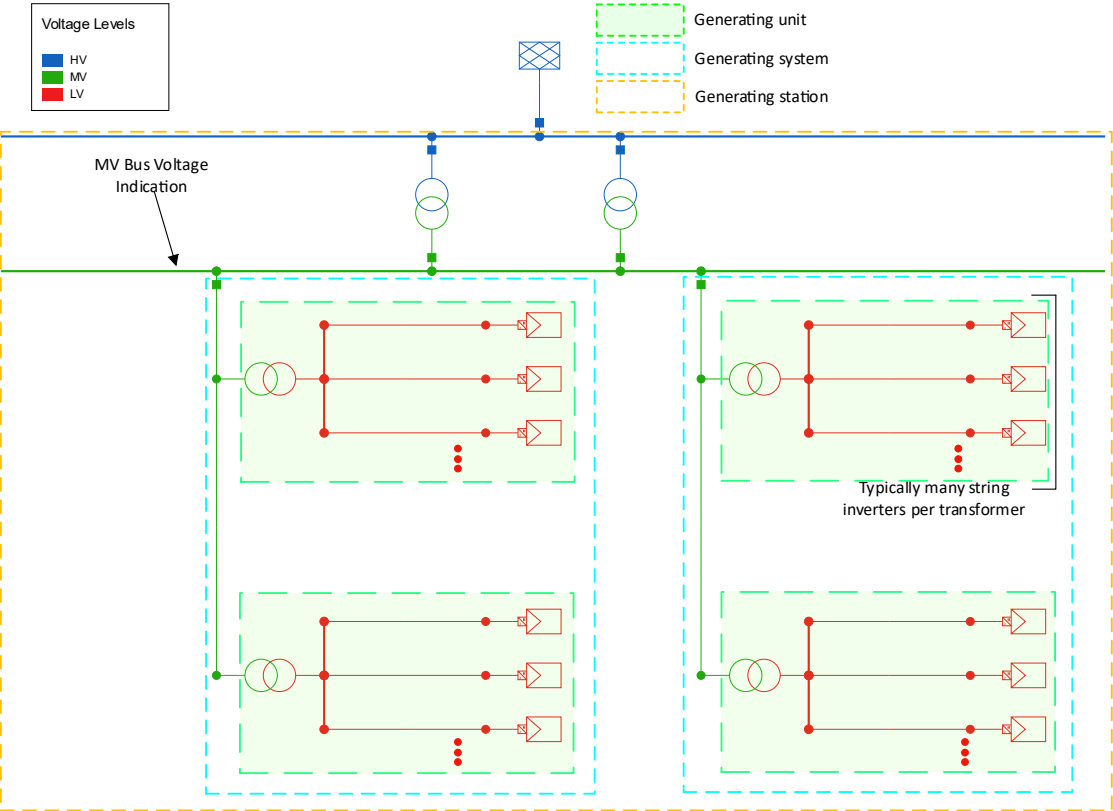 Voltage Levels
HV
MV
LV
Generating unit
Generating system
Generating station
MV Bus Voltage
Indication
Typically many string
inverters per transformer